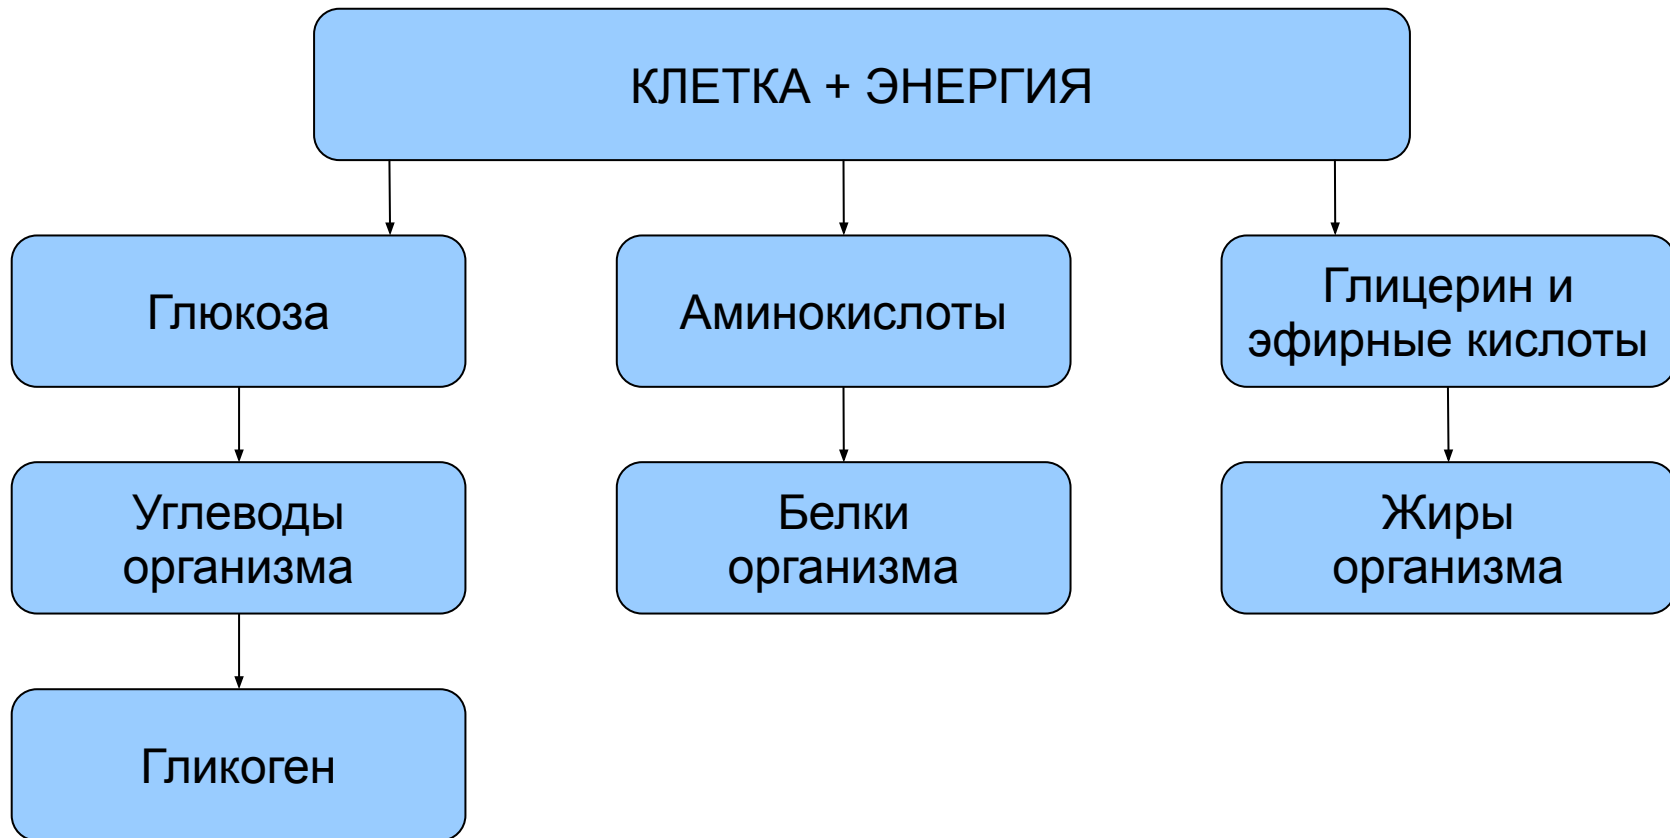 КЛЕТКА + ЭНЕРГИЯ
Глюкоза
Аминокислоты
Глицерин и
эфирные кислоты
Углеводы
организма
Белки
организма
Жиры
организма
Гликоген